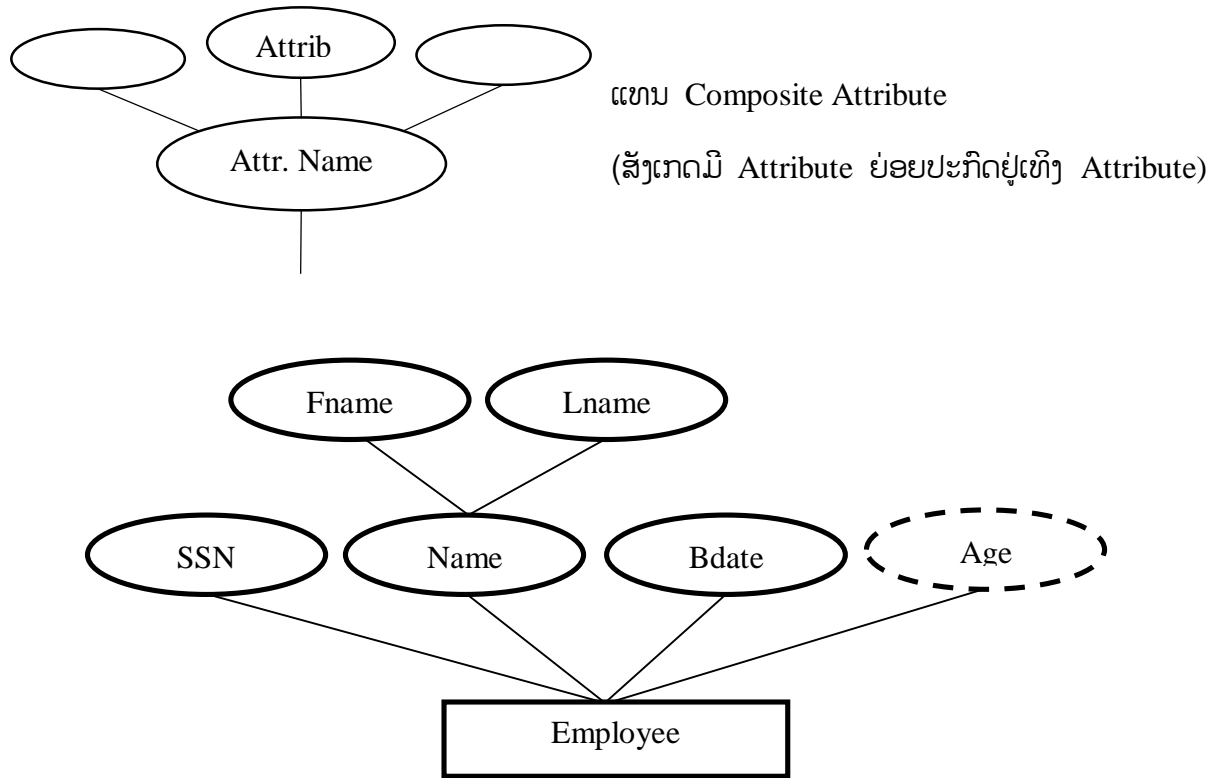 Attrib
ແທນ Composite Attribute
Attr. Name
(ສັງເກດມີ Attribute ຍ່ອຍປະກົດຢູ່ເທິງ Attribute)
Fname Lname
SSN Name Bdate Age
Employee